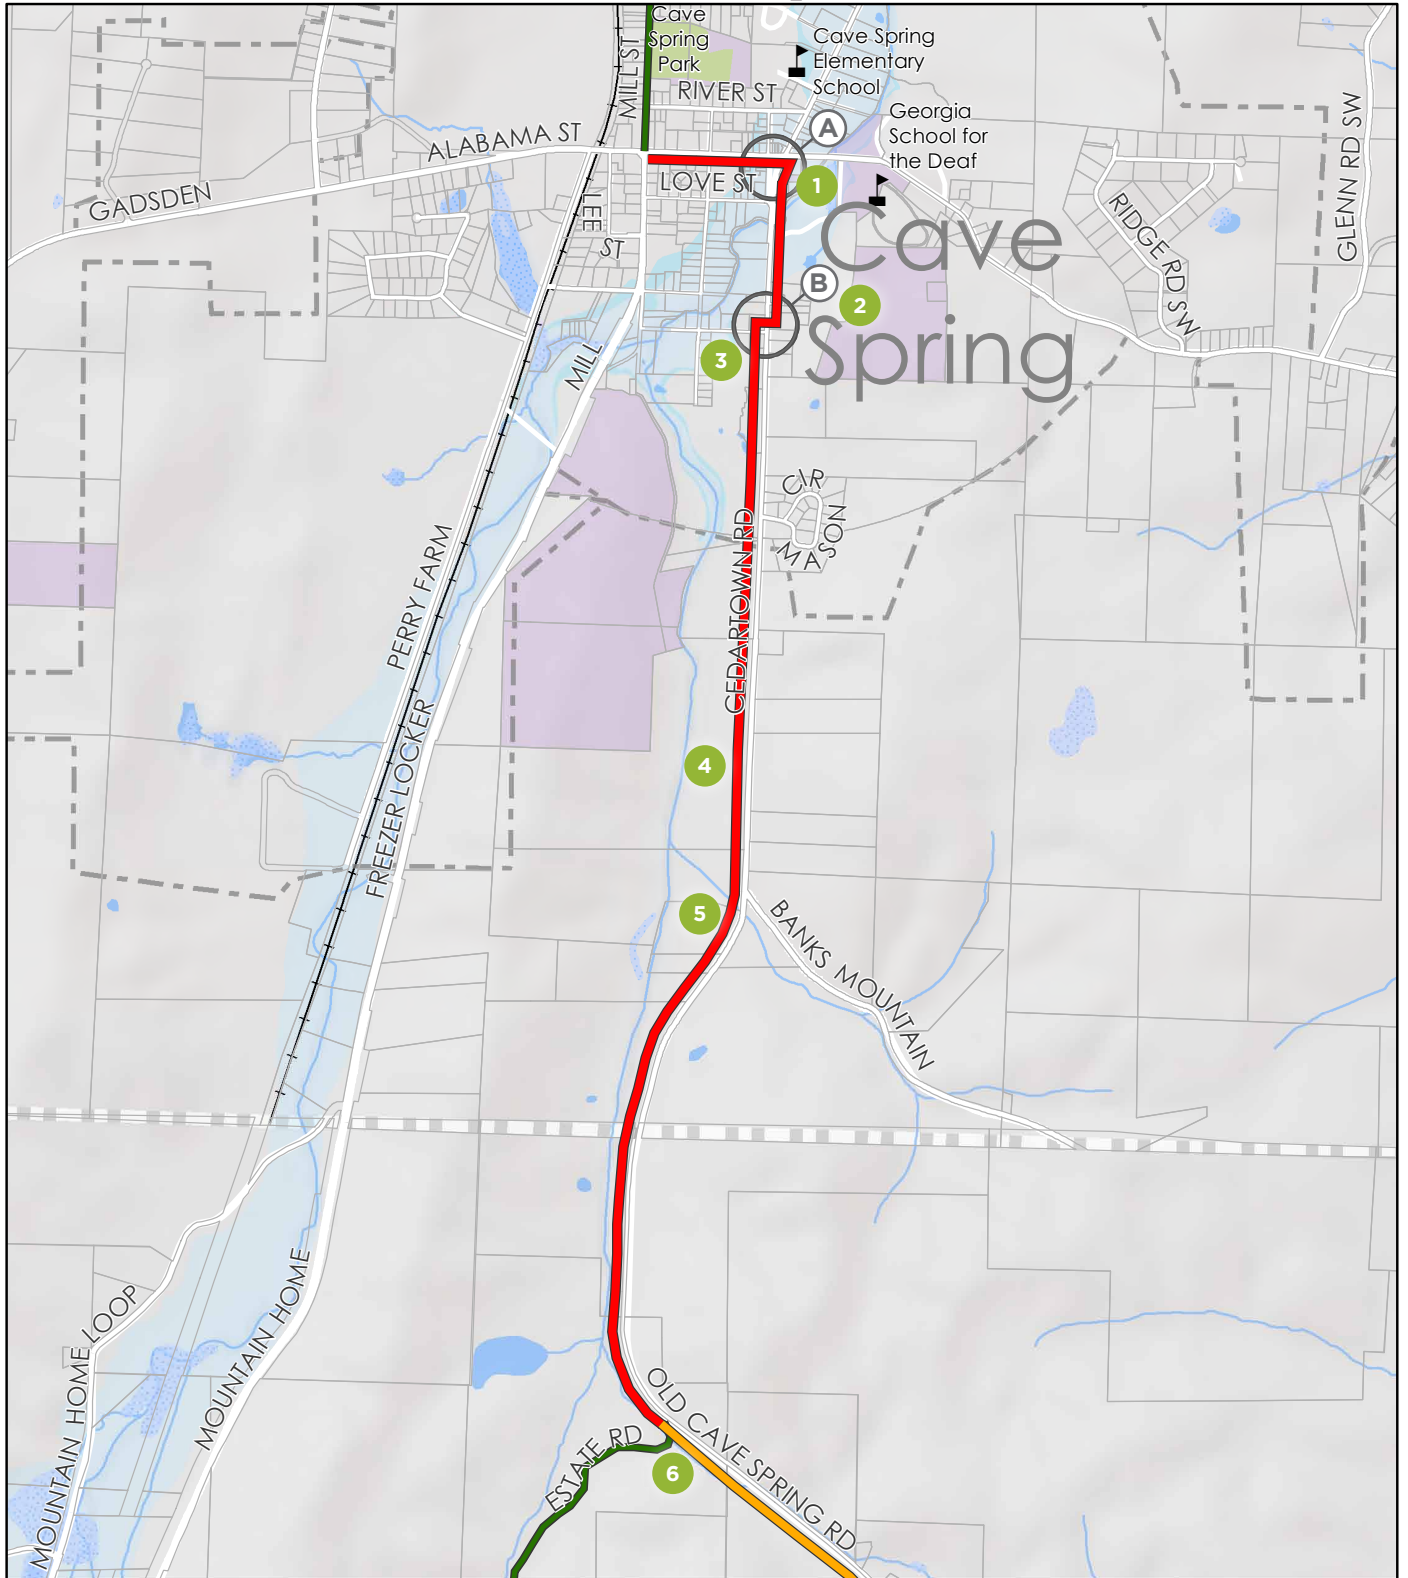 Cave
Spring
Park
Cave Spring
Elementary
School
MILL ST
RIVER ST
Georgia
School for
the Deaf
A
ALABAMA ST
GADSDEN
LOVE ST
1
LEE ST
Cave
Spring
RIDGE RD SW
GLENN RD SW
B
2
3
MILL
CIR
MASON
PERRY FARM
CEDARTOWN RD
FREEZER LOCKER
4
5
BANKS MOUNTAIN
MOUNTAIN HOME LOOP
MOUNTAIN HOME
OLD CAVE SPRING RD
ESTATE RD
6